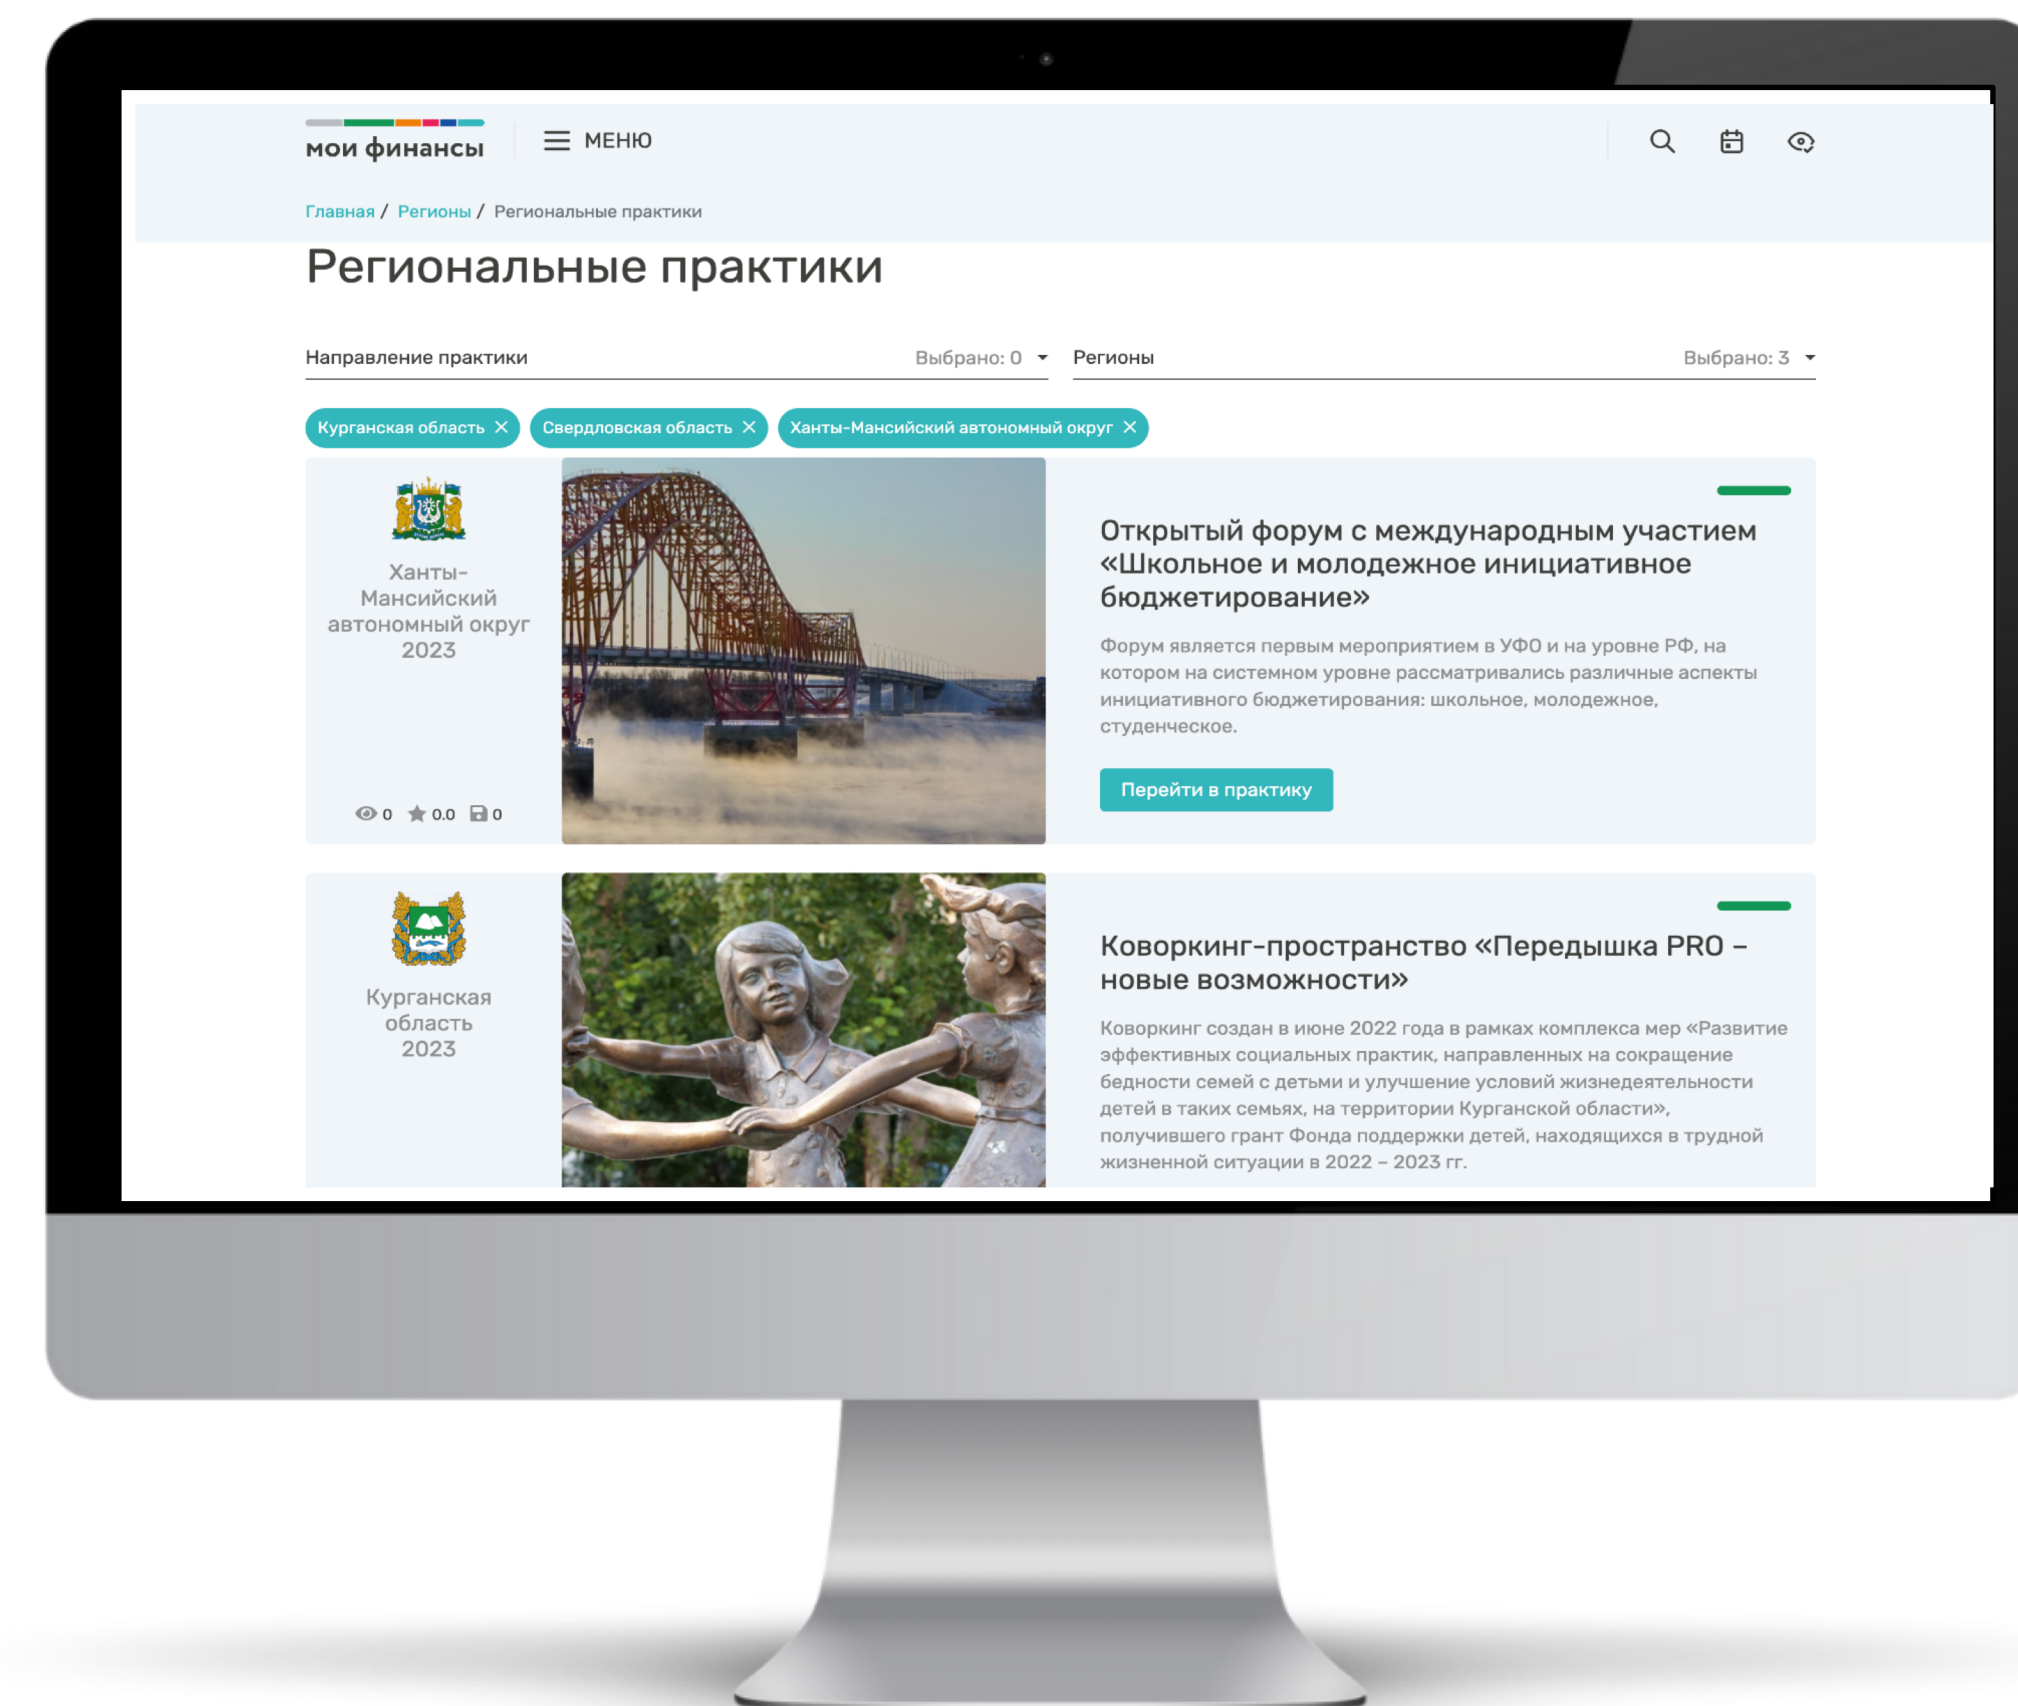 мои финансы
МЕНЮ
Главная / Регионы / Региональные практики
Региональные практики
Направление практики Выбрано: 0
Регионы Выбрано: 3
Курганская область × Свердловская область × Ханты-Мансийский автономный округ ×
Ханты-
Мансийский
автономный округ
2023
0 0.0 0
Открытый форум с международным участием
«Школьное и молодежное инициативное
бюджетирование»
Форум является первым мероприятием в УФО и на уровне РФ, на
котором на системном уровне рассматривались различные аспекты
инициативного бюджетирования: школьное, молодежное,
студенческое.
Перейти в практику
Курганская
область
2023
Коворкинг-пространство «Передышка PRO –
новые возможности»
Коворкинг создан в июне 2022 года в рамках комплекса мер «Развитие
эффективных социальных практик, направленных на сокращение
бедности семей с детьми и улучшение условий жизнедеятельности
детей в таких семьях, на территории Курганской области»,
получившего грант Фонда поддержки детей, находящихся в трудной
жизненной ситуации в 2022 – 2023 гг.